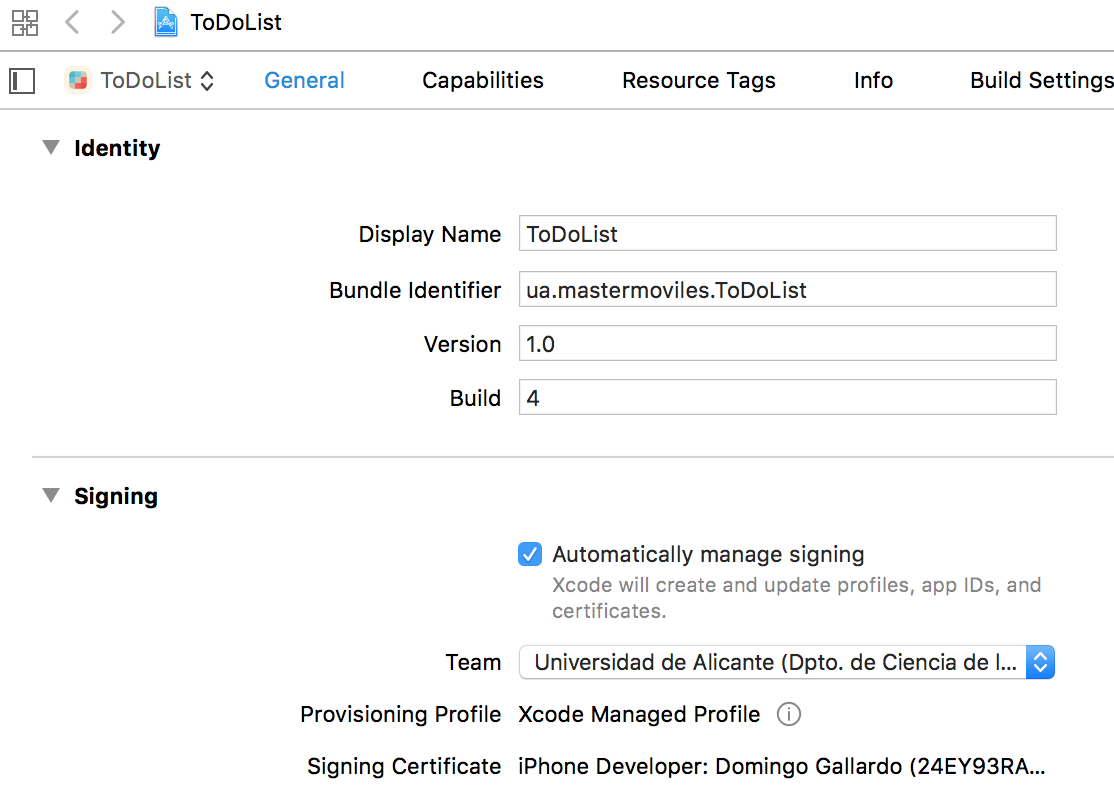 ToDoList
ToDoList General Capabilities Resource Tags Info Build Settings
Identity
Display Name ToDoList
Bundle Identifier ua.mastermoviles.ToDoList
Version 1.0
Build 4
Signing
Automatically manage signing
Xcode will create and update profiles, app IDs, and
certificates.
Team Universidad de Alicante (Dpto. de Ciencia de l...
Provisioning Profile Xcode Managed Profile
Signing Certificate iPhone Developer: Domingo Gallardo (24EY93RA...